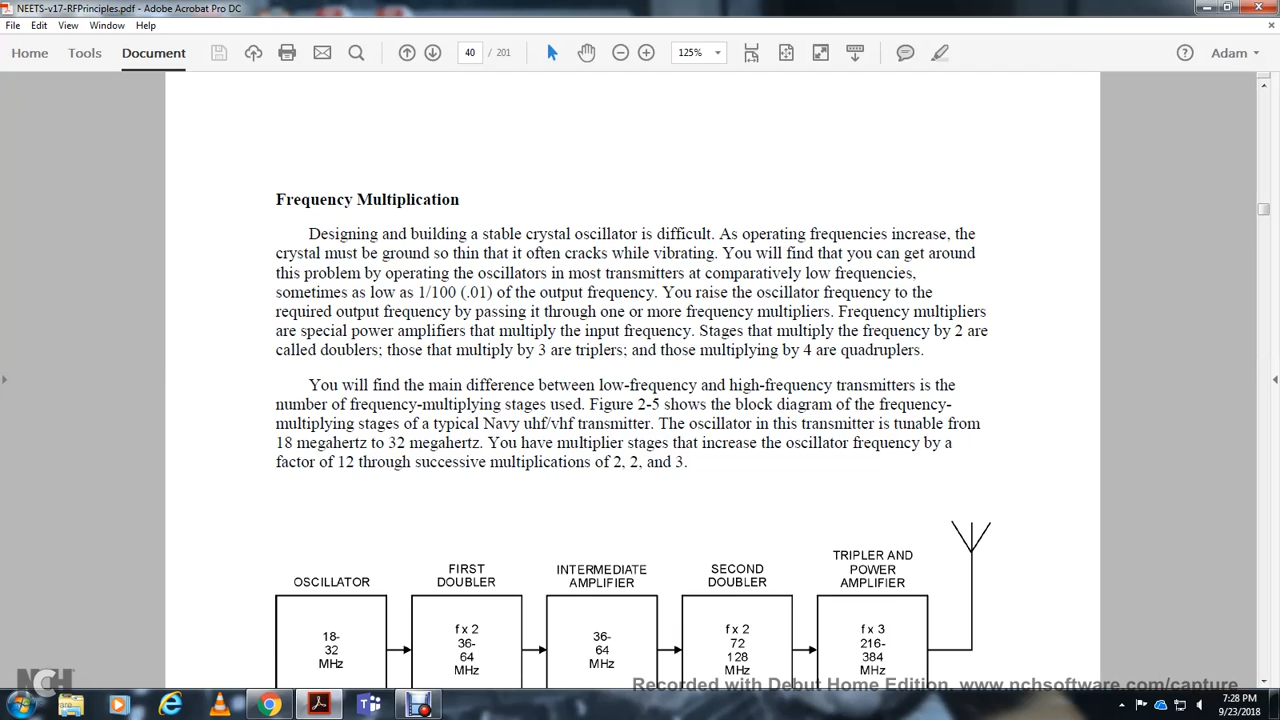 NEETS-v17-RFPrinciples.pdf - Adobe Acrobat Pro DC
File Edit View Window Help
Home Tools Document 40 / 201 125% Adam
Frequency Multiplication
Designing and building a stable crystal oscillator is difficult. As operating frequencies increase, the
crystal must be ground so thin that it often cracks while vibrating. You will find that you can get around
this problem by operating the oscillators in most transmitters at comparatively low frequencies,
sometimes as low as 1/100 (.01) of the output frequency. You raise the oscillator frequency to the
required output frequency by passing it through one or more frequency multipliers. Frequency multipliers
are special power amplifiers that multiply the input frequency. Stages that multiply the frequency by 2 are
called doublers; those that multiply by 3 are triplers; and those multiplying by 4 are quadruplers.
You will find the main difference between low-frequency and high-frequency transmitters is the
number of frequency-multiplying stages used. Figure 2-5 shows the block diagram of the frequency-
multiplying stages of a typical Navy uhf/vhf transmitter. The oscillator in this transmitter is tunable from
18 megahertz to 32 megahertz. You have multiplier stages that increase the oscillator frequency by a
factor of 12 through successive multiplications of 2, 2, and 3.
OSCILLATOR
18-
32
MHz
FIRST
DOUBLER
f x 2
36-
64
MHz
INTERMEDIATE
AMPLIFIER
36-
64
MHz
SECOND
DOUBLER
f x 2
72
128
MHz
TRIPLER AND
POWER
AMPLIFIER
f x 3
216-
384
MHz
NCH
Recorded with Debut Home Edition. www.nchsoftware.com/capture
7:28 PM
9/23/2018